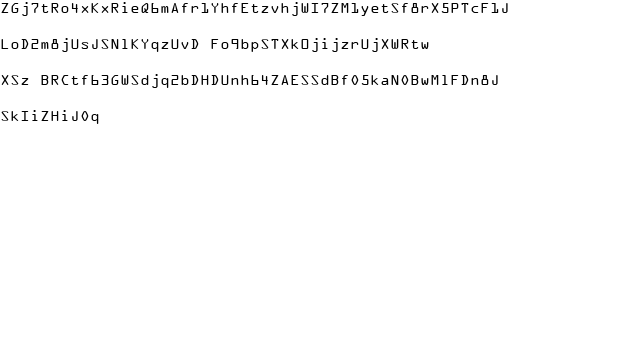 ZGj7tRo4xKxRieQ6mAfr1YhfEtzvhjWI7ZM1yetSf8rX5PTcF1J
LoD2m8jUsJSN1KYqzUvD Fo9bpSTXkOjijzrUjXWRtw
XSz BRCtf63GWSdjq2bDHDUnh64ZAESSdBf05kaN0BwM1FDn8J
SkIiZHiJ0q